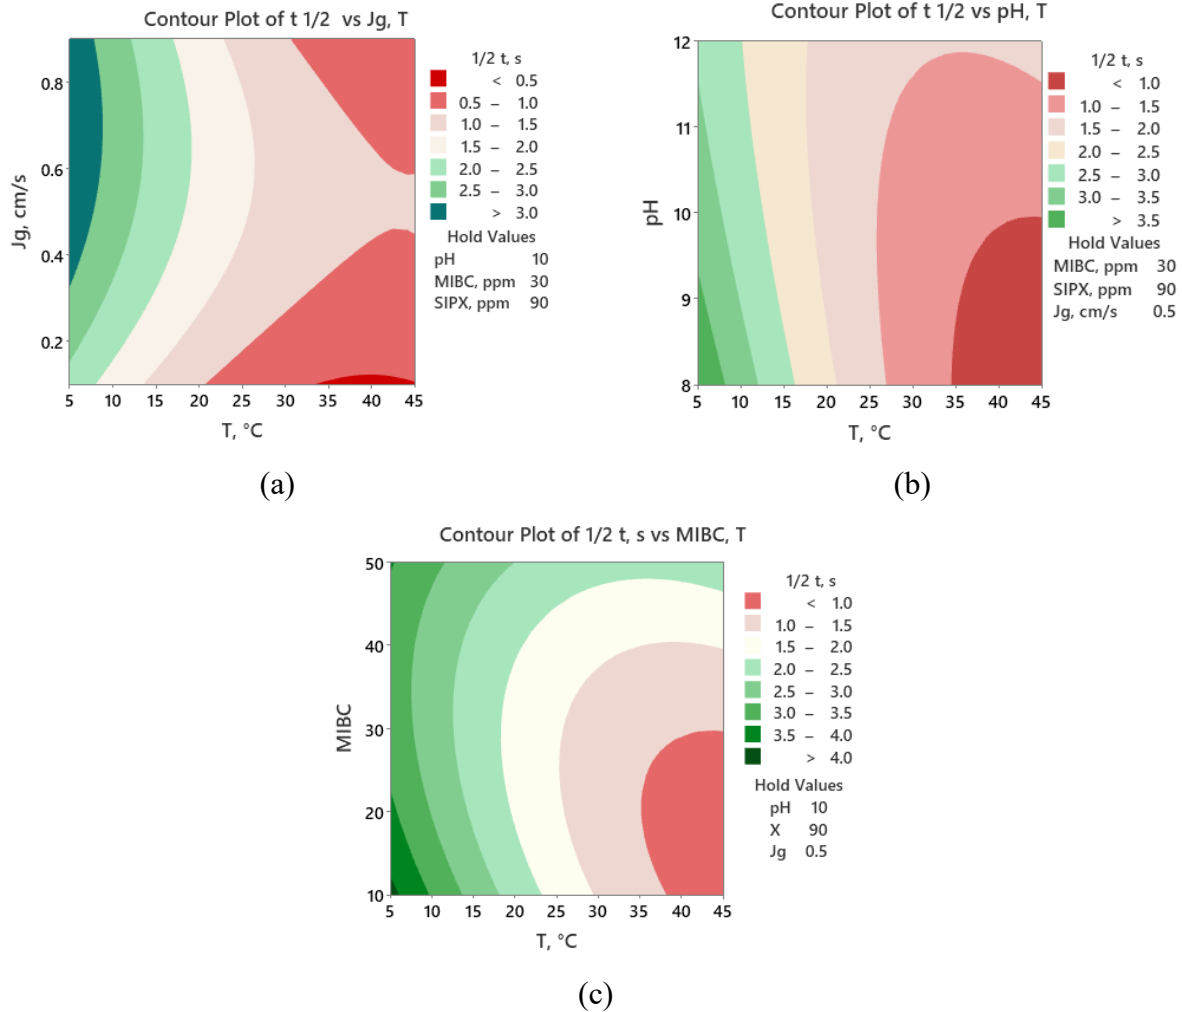 Contour Plot of t 1/2 vs Jg, T
1/2 t, s
< 0.5
0.5 – 1.0
1.0 – 1.5
1.5 – 2.0
2.0 – 2.5
2.5 – 3.0
> 3.0
Hold Values
pH 10
MIBC, ppm 30
SIPX, ppm 90
Jg, cm/s
0.8
0.6
0.4
0.2
5 10 15 20 25 30 35 40 45
T, °C
(a)
Contour Plot of t 1/2 vs pH, T
1/2 t, s
< 1.0
1.0 – 1.5
1.5 – 2.0
2.0 – 2.5
2.5 – 3.0
3.0 – 3.5
> 3.5
Hold Values
MIBC, ppm 30
SIPX, ppm 90
Jg, cm/s 0.5
pH
12
11
10
9
8
5 10 15 20 25 30 35 40 45
T, °C
(b)
Contour Plot of 1/2 t, s vs MIBC, T
1/2 t, s
< 1.0
1.0 – 1.5
1.5 – 2.0
2.0 – 2.5
2.5 – 3.0
3.0 – 3.5
3.5 – 4.0
> 4.0
Hold Values
pH 10
X 90
Jg 0.5
MIBC
50
40
30
20
10
5 10 15 20 25 30 35 40 45
T, °C
(c)